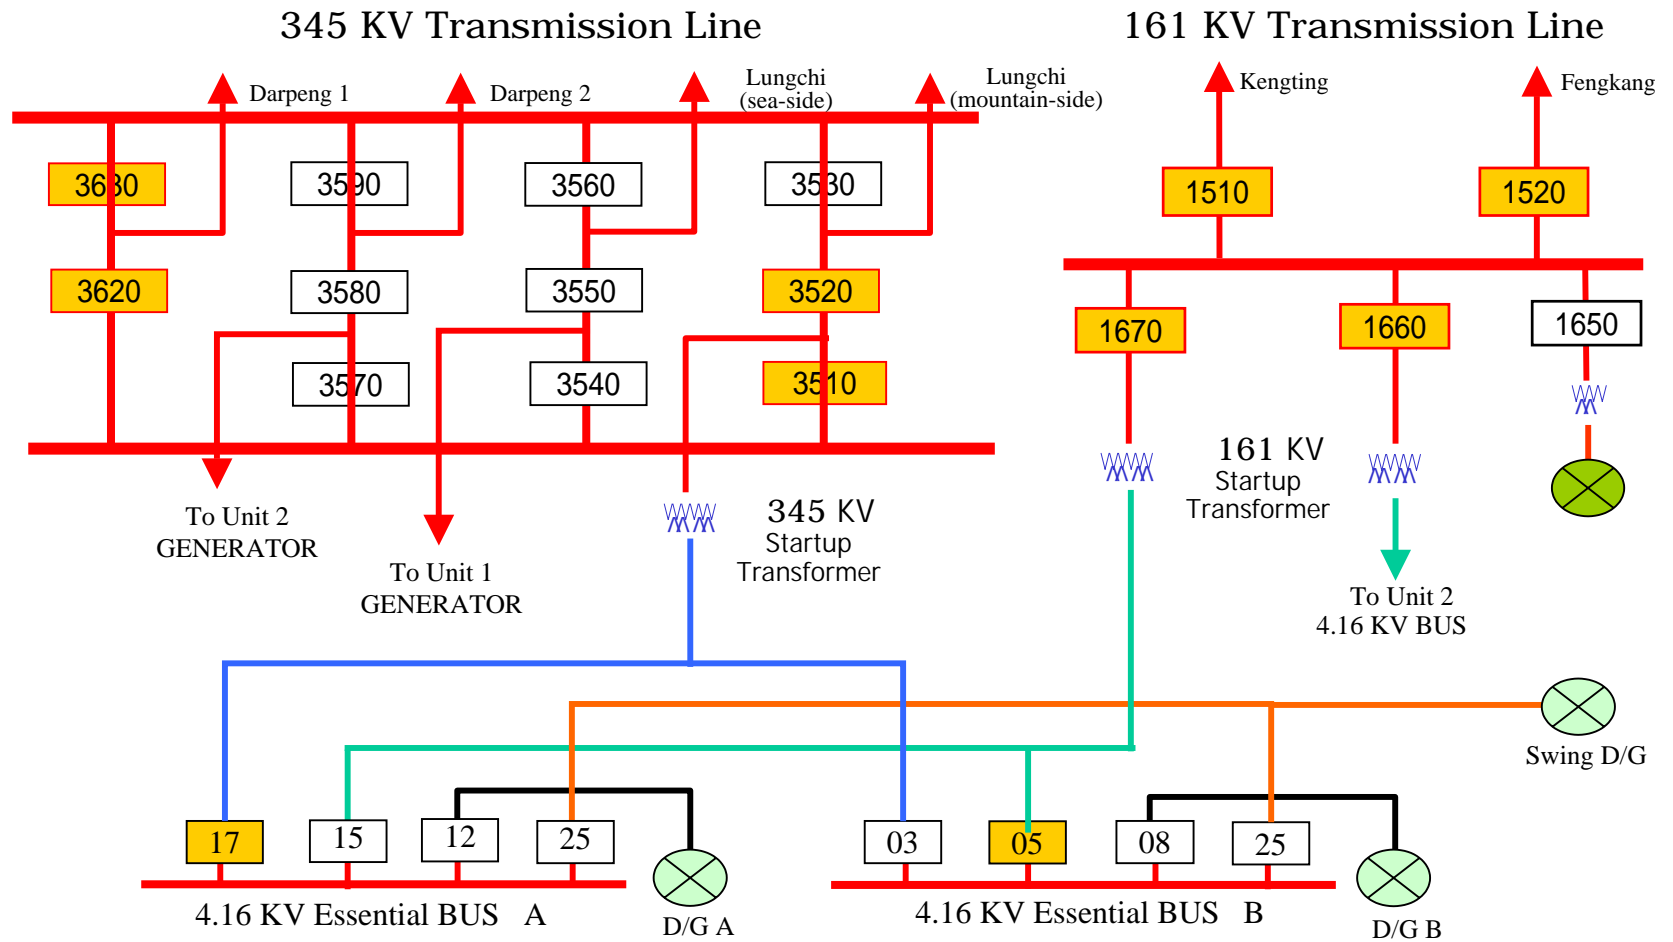 345 KV Transmission Line
161 KV Transmission Line
Darpeng 1
Darpeng 2
Lungchi
(sea-side)
Lungchi
(mountain-side)
Kengting
Fengkang
3630
3590
3560
3530
1510
1520
3620
3580
3550
3520
1670
1660
1650
3570
3540
3510
161 KV
Startup
Transformer
345 KV
Startup
Transformer
To Unit 2
GENERATOR
To Unit 1
GENERATOR
To Unit 2
4.16 KV BUS
Swing D/G
17
15
12
25
03
05
08
25
4.16 KV Essential BUS A
D/G A
4.16 KV Essential BUS B
D/G B